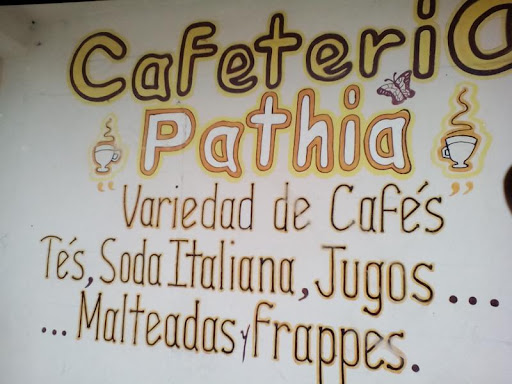 Cafeteria
Pathia
"Variedad de Cafés"
Tés, Soda Italiana, Jugos ...
... Malteadas y Frappes.